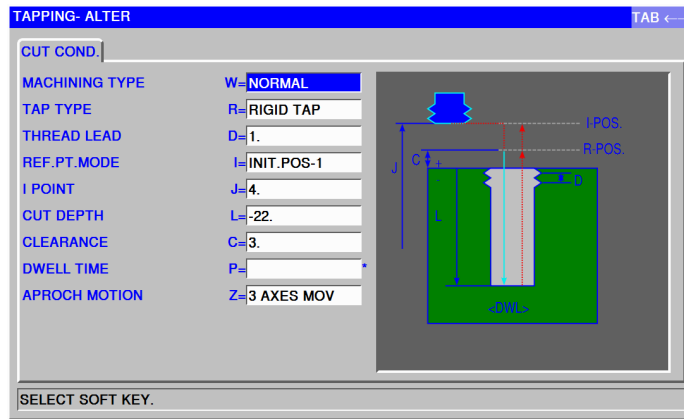 TAPPING- ALTER TAB ←
CUT COND.
MACHINING TYPE W= NORMAL
TAP TYPE R= RIGID TAP
THREAD LEAD D= 1.
REF.PT.MODE I= INIT.POS-1
I POINT J= 4.
CUT DEPTH L= -22.
CLEARANCE C= 3.
DWELL TIME P= *
APROCH MOTION Z= 3 AXES MOV
I-POS.
R-POS.
J C + -
D
L
<DWL>
SELECT SOFT KEY.